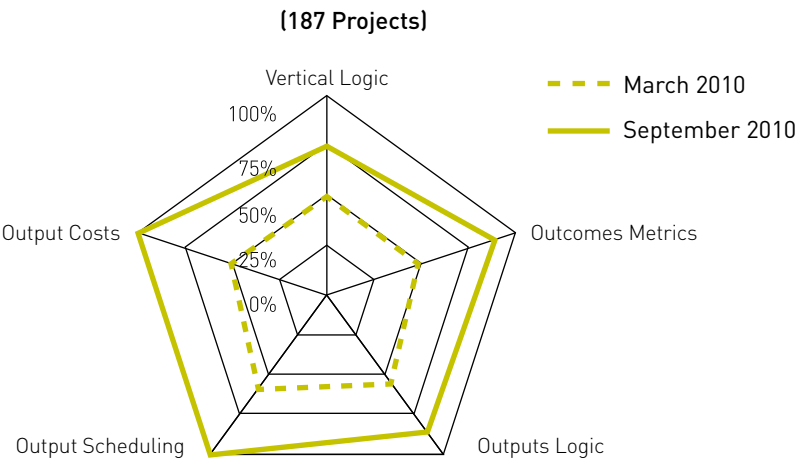 (187 Projects)
Vertical Logic
March 2010
September 2010
100%
75%
50%
25%
0%
Output Costs
Outcomes Metrics
Output Scheduling
Outputs Logic